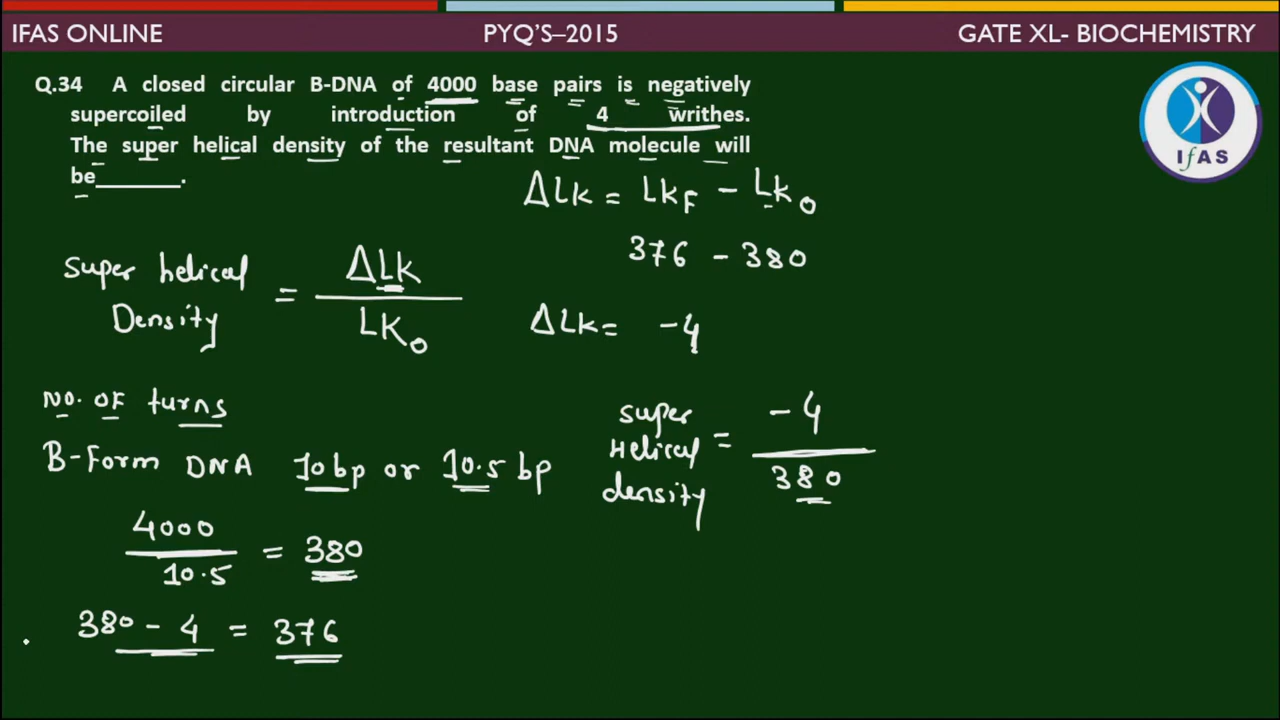 IFAS ONLINE PYQ'S–2015 GATE XL- BIOCHEMISTRY
Q.34 A closed circular B-DNA of 4000 base pairs is negatively
supercoiled by introduction of 4 writhes.
The super helical density of the resultant DNA molecule will
be_______.
IfAS
ΔLK = LKF - LK0
376 - 380
ΔLK = -4
Super helical Density = ΔLK / LK0
No. OF turns
B-Form DNA 10 bp or 10.5 bp
4000 / 10.5 = 380
380 - 4 = 376
super Helical density = -4 / 380